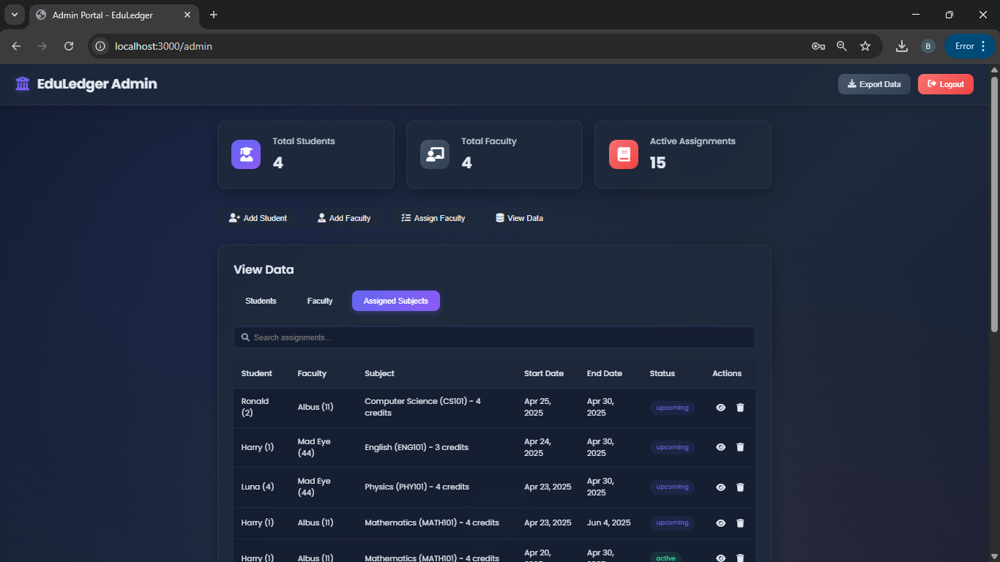 Admin Portal - EduLedger
localhost:3000/admin
B
Error
EduLedger Admin
Export Data
Logout
Total Students
4
Total Faculty
4
Active Assignments
15
Add Student
Add Faculty
Assign Faculty
View Data
View Data
Students
Faculty
Assigned Subjects
Search assignments...
Student Faculty Subject Start Date End Date Status Actions
Ronald Albus (11) Computer Science (CS101) - 4 Apr 25, Apr 30, upcoming
(2) credits 2025 2025
Harry (1) Mad Eye English (ENG101) - 3 credits Apr 24, Apr 30, upcoming
(44) 2025 2025
Luna (4) Mad Eye Physics (PHY101) - 4 credits Apr 23, 2025 Apr 30, upcoming
(44) 2025
Harry (1) Albus (11) Mathematics (MATH101) - 4 credits Apr 23, 2025 Jun 4, 2025 upcoming
Harry (1) Albus (11) Mathematics (MATH101) - 4 credits Apr 20, Apr 30, active